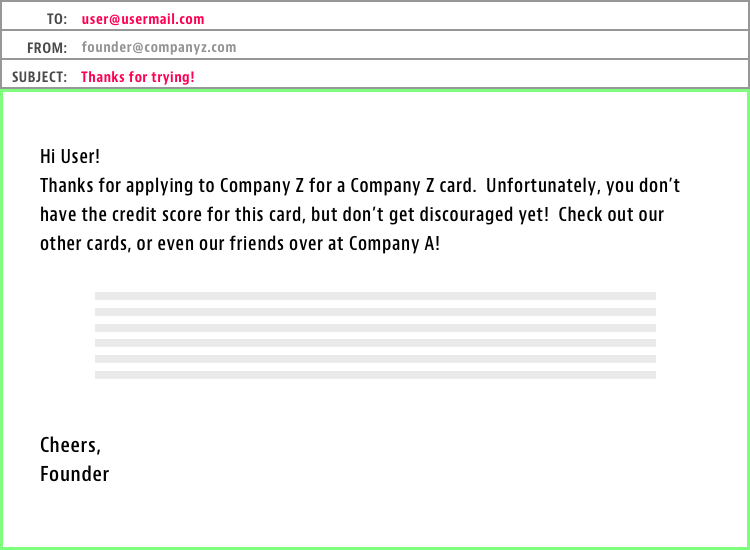 TO: user@usermail.com
FROM: founder@companyz.com
SUBJECT: Thanks for trying!
Hi User!
Thanks for applying to Company Z for a Company Z card.  Unfortunately, you don’t
have the credit score for this card, but don’t get discouraged yet!  Check out our
other cards, or even our friends over at Company A!
Cheers,
Founder